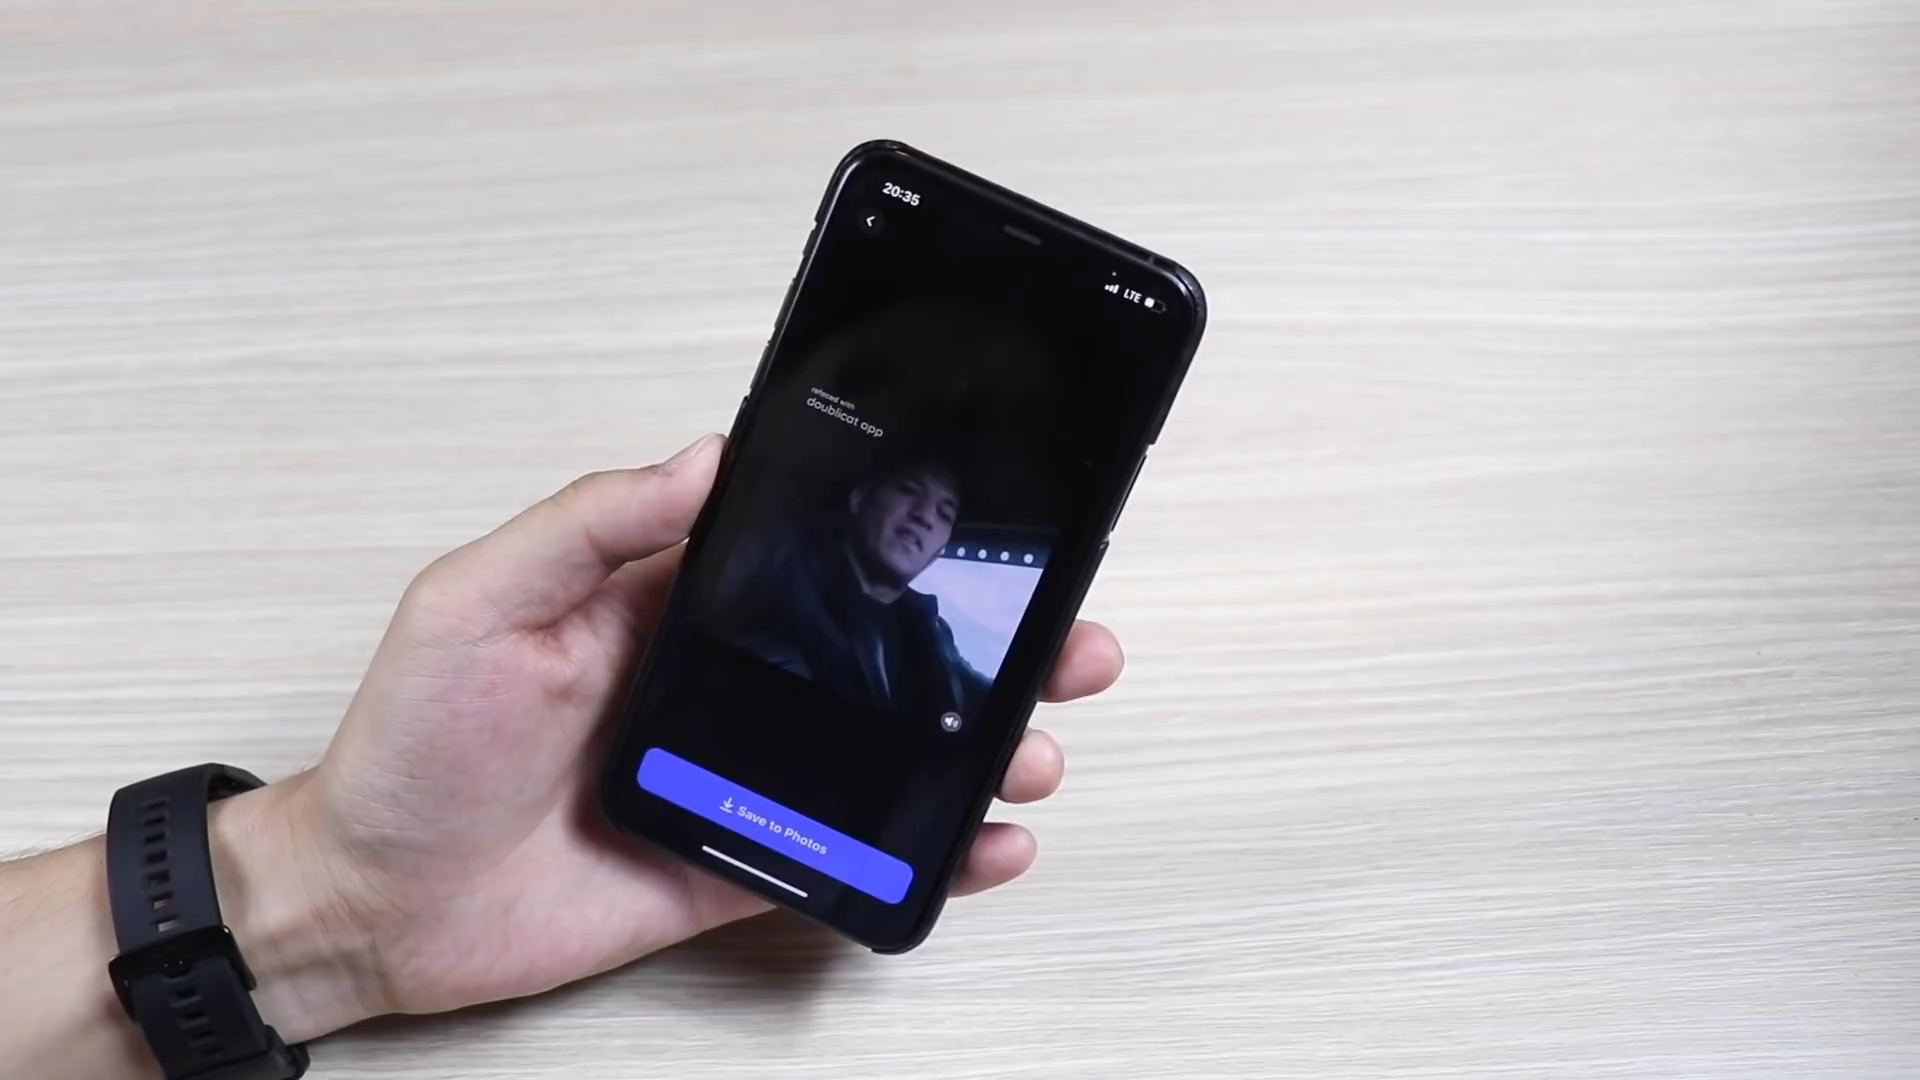 20:35
LTE
refaced with
doublicat app
Save to Photos